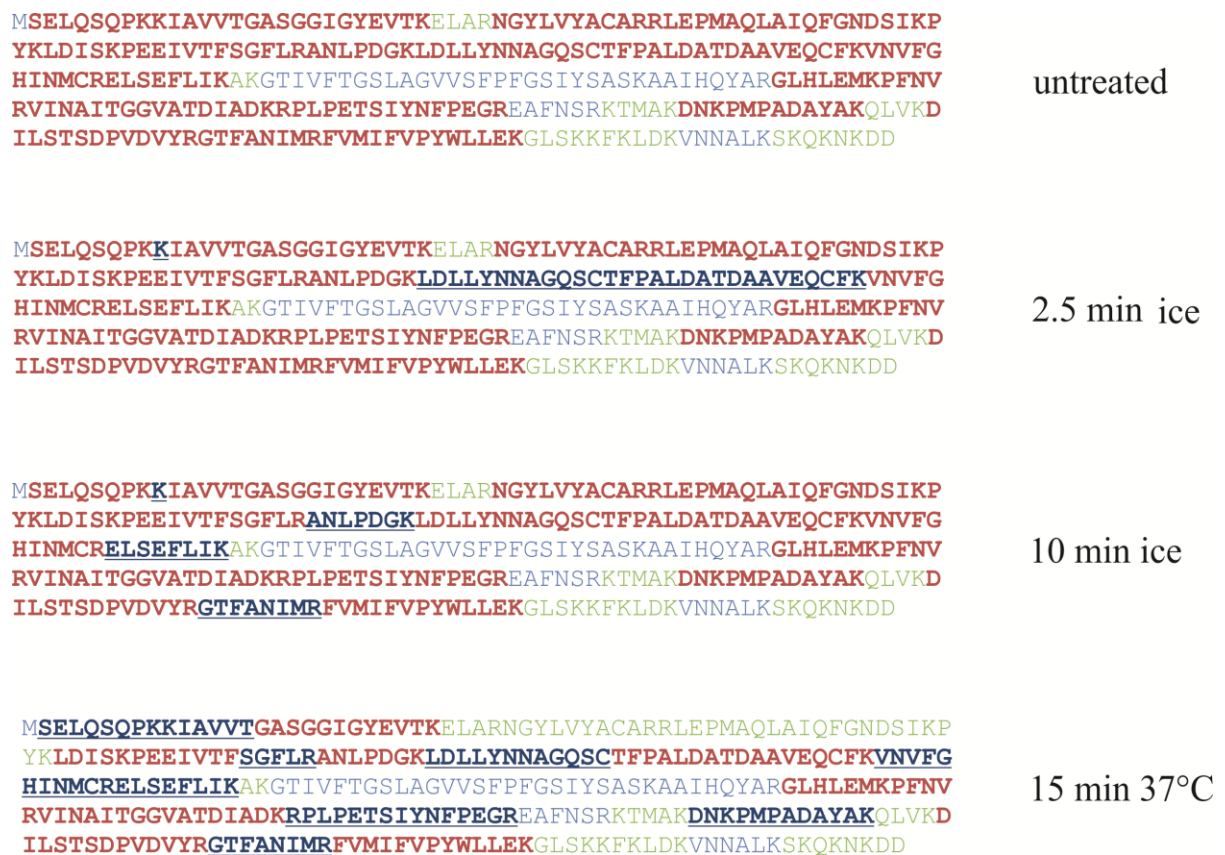 MSELQSQPKKIAVVTGASGGIGYEVTKELARNGYLVYACARRLEPMAQLAIQFGNDSIKP
YKLDISKPEEIVTFSGFLRANLPDGKLDLLYNNAGQSCTFPALDATDAAVEQCFKVNVFG
HINMCRELSEFLIKAKGTIVFTGSLAGVVSFPFGSIYSASKAAIHQYARGLHLEMKPFNV
RVINAITGGVATDIADKRPLPETSIYNFPEGREAFNSRKTMAKDNKPMPADAYAKQLVKD
ILSTSDPVDVYRGTFANIMRFVMIFVPYWLLEKGLSKKFKLDKVNNALKSKQKNKDD
untreated
MSELQSQPKKIAVVTGASGGIGYEVTKELARNGYLVYACARRLEPMAQLAIQFGNDSIKP
YKLDISKPEEIVTFSGFLRANLPDGKLDLLYNNAGQSCTFPALDATDAAVEQCFKVNVFG
HINMCRELSEFLIKAKGTIVFTGSLAGVVSFPFGSIYSASKAAIHQYARGLHLEMKPFNV
RVINAITGGVATDIADKRPLPETSIYNFPEGREAFNSRKTMAKDNKPMPADAYAKQLVKD
ILSTSDPVDVYRGTFANIMRFVMIFVPYWLLEKGLSKKFKLDKVNNALKSKQKNKDD
2.5 min ice
MSELQSQPKKIAVVTGASGGIGYEVTKELARNGYLVYACARRLEPMAQLAIQFGNDSIKP
YKLDISKPEEIVTFSGFLRANLPDGKLDLLYNNAGQSCTFPALDATDAAVEQCFKVNVFG
HINMCRELSEFLIKAKGTIVFTGSLAGVVSFPFGSIYSASKAAIHQYARGLHLEMKPFNV
RVINAITGGVATDIADKRPLPETSIYNFPEGREAFNSRKTMAKDNKPMPADAYAKQLVKD
ILSTSDPVDVYRGTFANIMRFVMIFVPYWLLEKGLSKKFKLDKVNNALKSKQKNKDD
10 min ice
MSELQSQPKKIAVVTGASGGIGYEVTKELARNGYLVYACARRLEPMAQLAIQFGNDSIKP
YKLDISKPEEIVTFSGFLRANLPDGKLDLLYNNAGQSCTFPALDATDAAVEQCFKVNVFG
HINMCRELSEFLIKAKGTIVFTGSLAGVVSFPFGSIYSASKAAIHQYARGLHLEMKPFNV
RVINAITGGVATDIADKRPLPETSIYNFPEGREAFNSRKTMAKDNKPMPADAYAKQLVKD
ILSTSDPVDVYRGTFANIMRFVMIFVPYWLLEKGLSKKFKLDKVNNALKSKQKNKDD
15 min 37°C